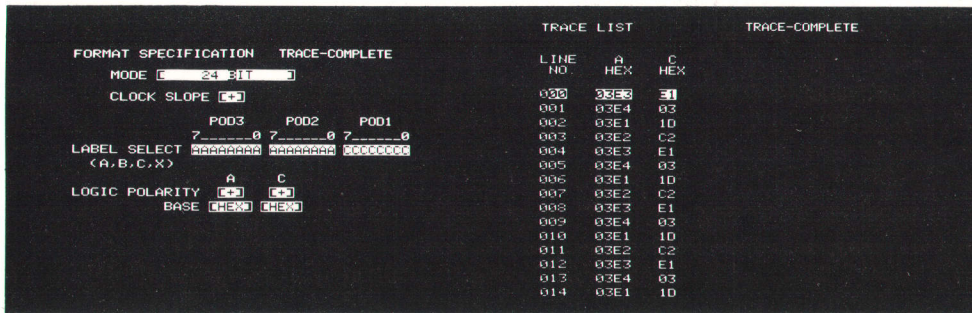 FORMAT SPECIFICATION TRACE-COMPLETE
MODE [ 24 BIT ]
CLOCK SLOPE [+]
POD3 POD2 POD1
7______0 7______0 7______0
LABEL SELECT AAAAAAAA AAAAAAAA CCCCCCCC
(A,B,C,X)
A C
LOGIC POLARITY [+] [+]
BASE [HEX] [HEX]
TRACE LIST TRACE-COMPLETE
LINE A C
NO. HEX HEX
000 03E3 E1
001 03E4 03
002 03E1 1D
003 03E2 C2
004 03E3 E1
005 03E4 03
006 03E1 1D
007 03E2 C2
008 03E3 E1
009 03E4 03
010 03E1 1D
011 03E2 C2
012 03E3 E1
013 03E4 03
014 03E1 1D